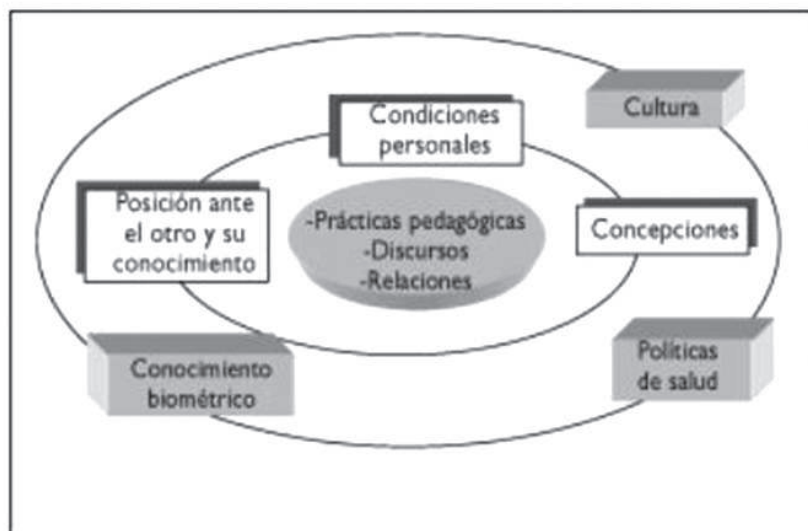 Cultura
Condiciones
personales
Posición ante
el otro y su
conocimiento
-Prácticas pedagógicas
-Discursos
-Relaciones
Concepciones
Conocimiento
biométrico
Políticas
de salud